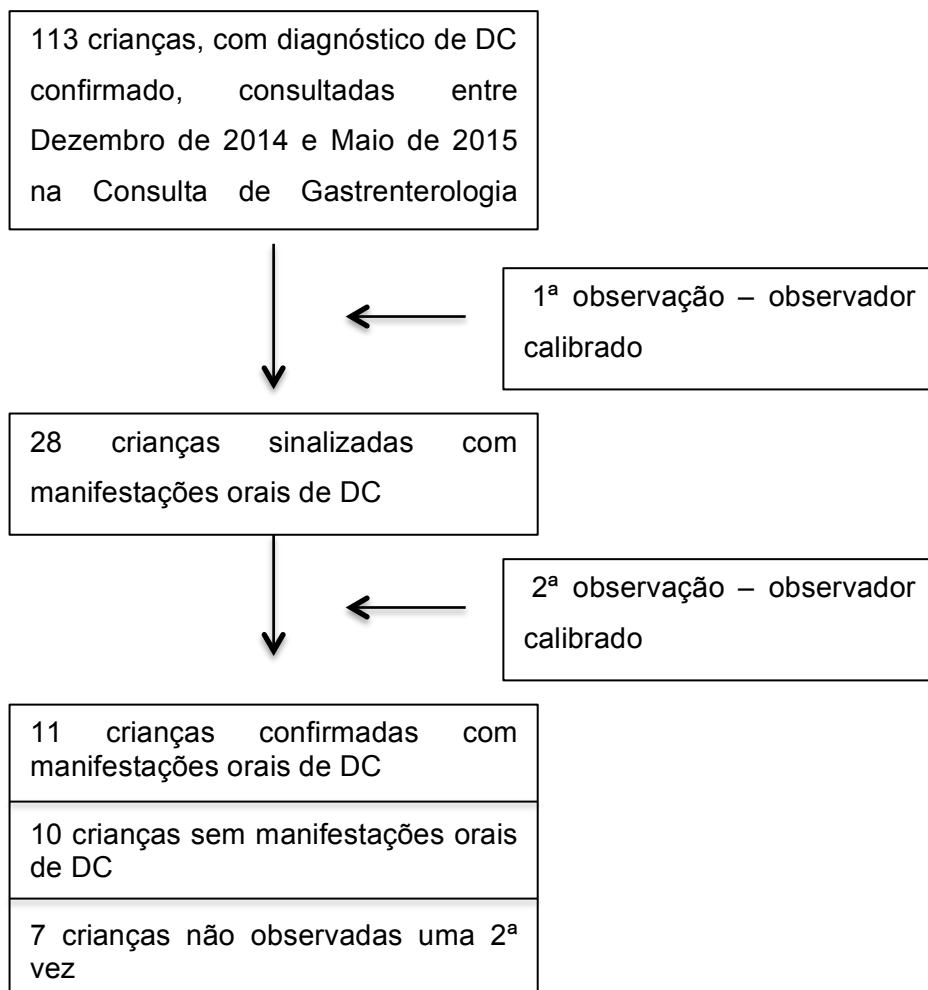 113 crianças, com diagnóstico de DC
confirmado, consultadas entre
Dezembro de 2014 e Maio de 2015
na Consulta de Gastrenterologia
1ª observação – observador
calibrado
28 crianças sinalizadas com
manifestações orais de DC
2ª observação – observador
calibrado
11 crianças confirmadas com
manifestações orais de DC
10 crianças sem manifestações orais
de DC
7 crianças não observadas uma 2ª
vez